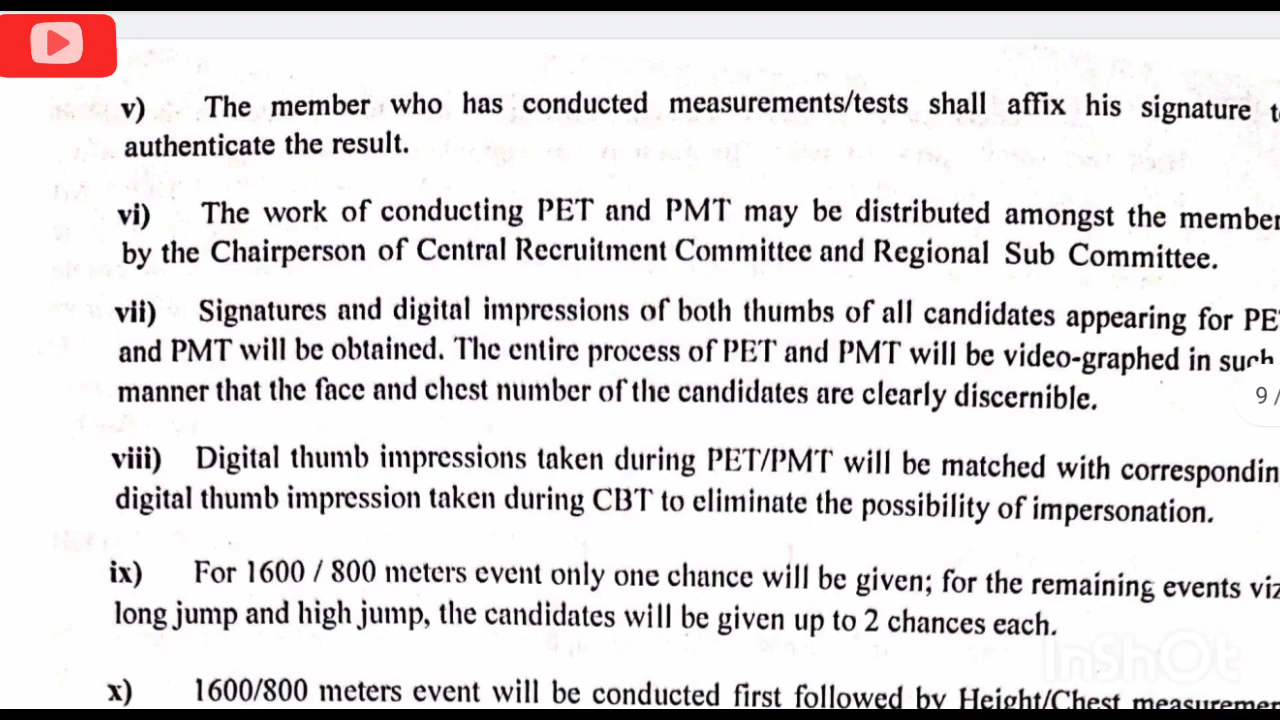 v) The member who has conducted measurements/tests shall affix his signature
authenticate the result.
vi) The work of conducting PET and PMT may be distributed amongst the member
by the Chairperson of Central Recruitment Committee and Regional Sub Committee.
vii) Signatures and digital impressions of both thumbs of all candidates appearing for PE
and PMT will be obtained. The entire process of PET and PMT will be video-graphed in such
manner that the face and chest number of the candidates are clearly discernible.
9/
viii) Digital thumb impressions taken during PET/PMT will be matched with correspondin
digital thumb impression taken during CBT to eliminate the possibility of impersonation.
ix) For 1600 / 800 meters event only one chance will be given; for the remaining events viz
long jump and high jump, the candidates will be given up to 2 chances each.
InShOt
x) 1600/800 meters event will be conducted first followed by Height/Chest measuremen